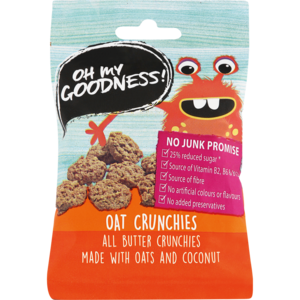 OH MY
GOODNESS!
NO JUNK PROMISE
25% reduced sugar*
Source of Vitamin B2, B6
Source of fibre
No artificial colours or flavours
No added preservatives
OAT CRUNCHIES
ALL BUTTER CRUNCHIES
MADE WITH OATS AND COCONUT